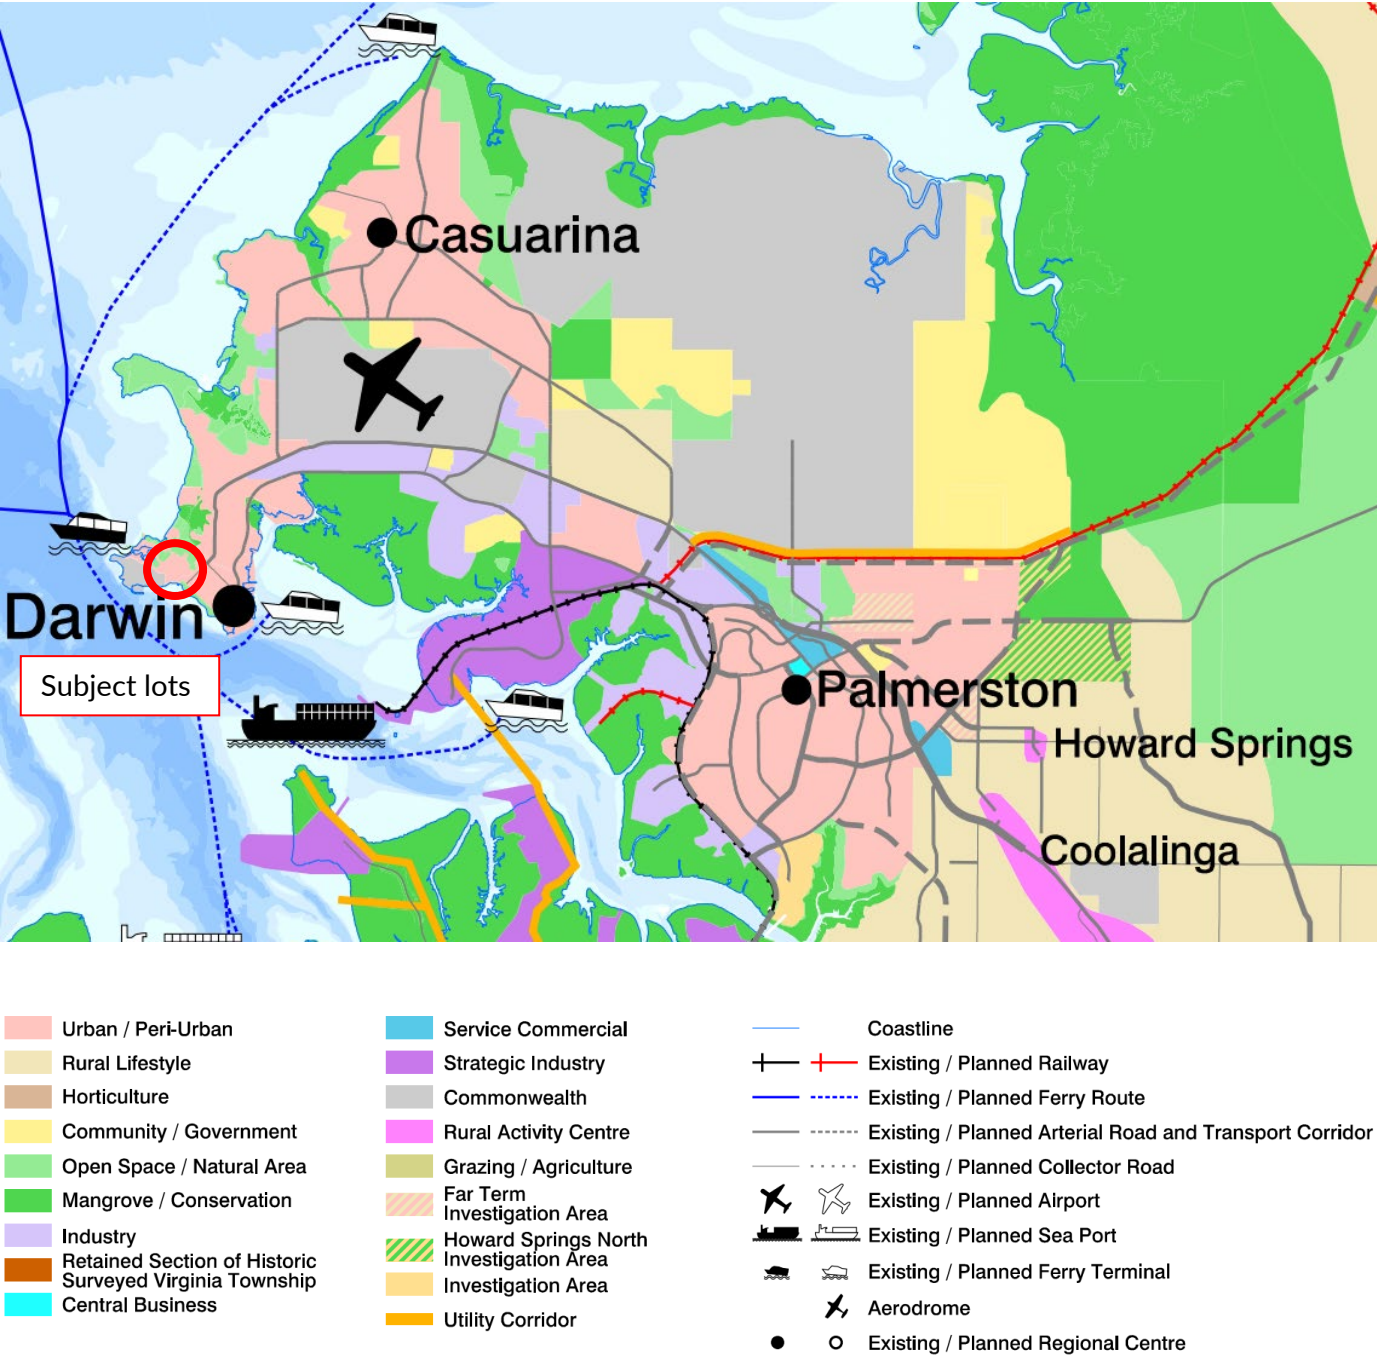 Casuarina
Darwin
Subject lots
Palmerston
Howard Springs
Coolalinga
Urban / Peri-Urban
Rural Lifestyle
Horticulture
Community / Government
Open Space / Natural Area
Mangrove / Conservation
Industry
Retained Section of Historic
Surveyed Virginia Township
Central Business
Service Commercial
Strategic Industry
Commonwealth
Rural Activity Centre
Grazing / Agriculture
Far Term
Investigation Area
Howard Springs North
Investigation Area
Investigation Area
Utility Corridor
Coastline
Existing / Planned Railway
Existing / Planned Ferry Route
Existing / Planned Arterial Road and Transport Corridor
Existing / Planned Collector Road
Existing / Planned Airport
Existing / Planned Sea Port
Existing / Planned Ferry Terminal
Aerodrome
Existing / Planned Regional Centre